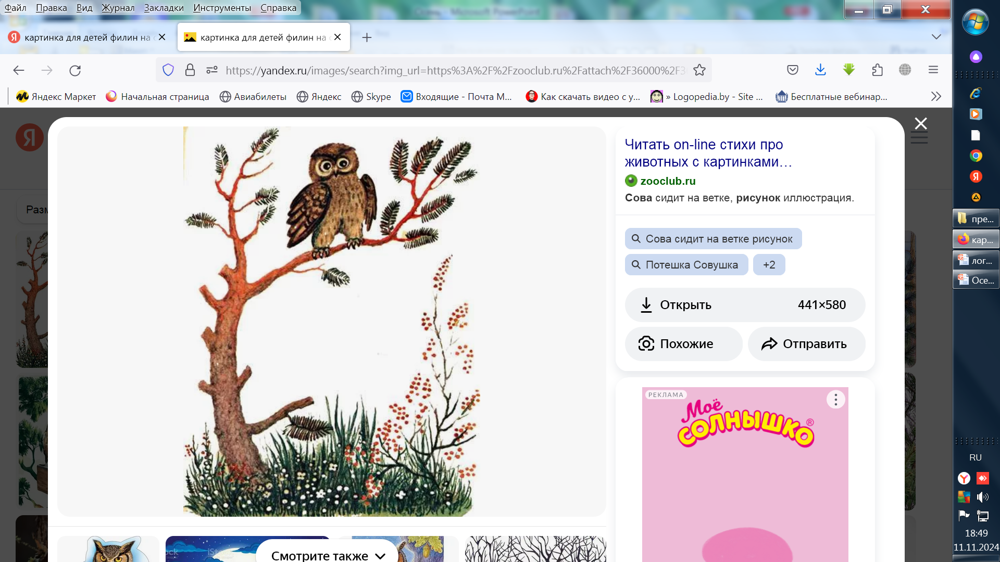 Файл Правка Вид Журнал Закладки Инструменты Справка
картинка для детей филин на с
картинка для детей филин на с
https://yandex.ru/images/search?img_url=https%3A%2F%2Fzooclub.ru%2Fattach%2F36000%2F3
Яндекс Маркет
Начальная страница
Авиабилеты
Яндекс
Skype
Входящие - Почта М...
Как скачать видео с у...
» Logopedia.by - Site ...
Бесплатные вебинар...
Я
Разм
Читать on-line стихи про
животных с картинками…
zooclub.ru
Сова сидит на ветке, рисунок иллюстрация.
Сова сидит на ветке рисунок
Потешка Совушка
+2
Открыть 441×580
Похожие
Отправить
РЕКЛАМА
Моё
СОЛНЫШКО®
Смотрите также
пре...
кар...
лог...
Осе...
RU
18:49
11.11.2024